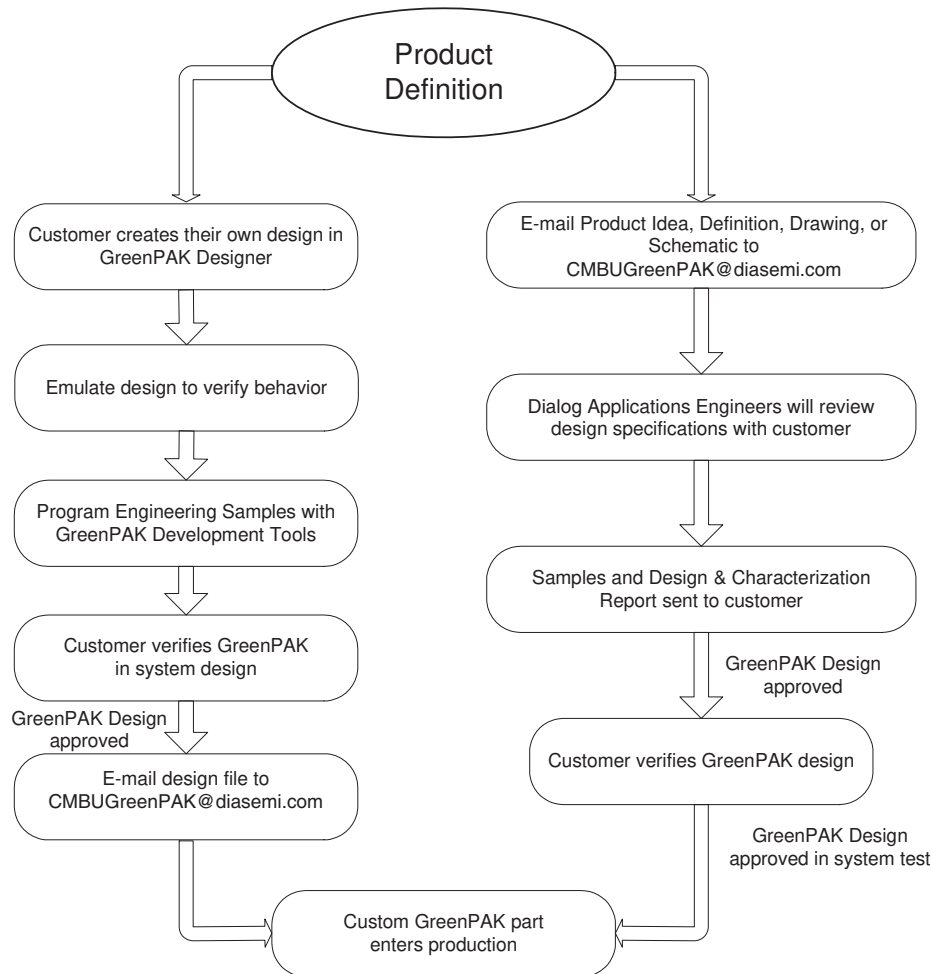 Product
Definition
Customer creates their own design in
GreenPAK Designer
Emulate design to verify behavior
Program Engineering Samples with
GreenPAK Development Tools
Customer verifies GreenPAK
in system design
GreenPAK Design
approved
E-mail design file to
CMBUGreenPAK@diasemi.com
E-mail Product Idea, Definition, Drawing, or
Schematic to
CMBUGreenPAK@diasemi.com
Dialog Applications Engineers will review
design specifications with customer
Samples and Design & Characterization
Report sent to customer
GreenPAK Design
approved
Customer verifies GreenPAK design
GreenPAK Design
approved in system test
Custom GreenPAK part
enters production